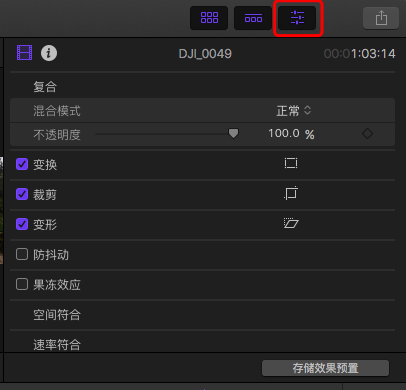 DJI_0049 00:01:03:14
复合
混合模式 正常
不透明度 100.0 %
变换
裁剪
变形
防抖动
果冻效应
空间符合
速率符合
存储效果预置